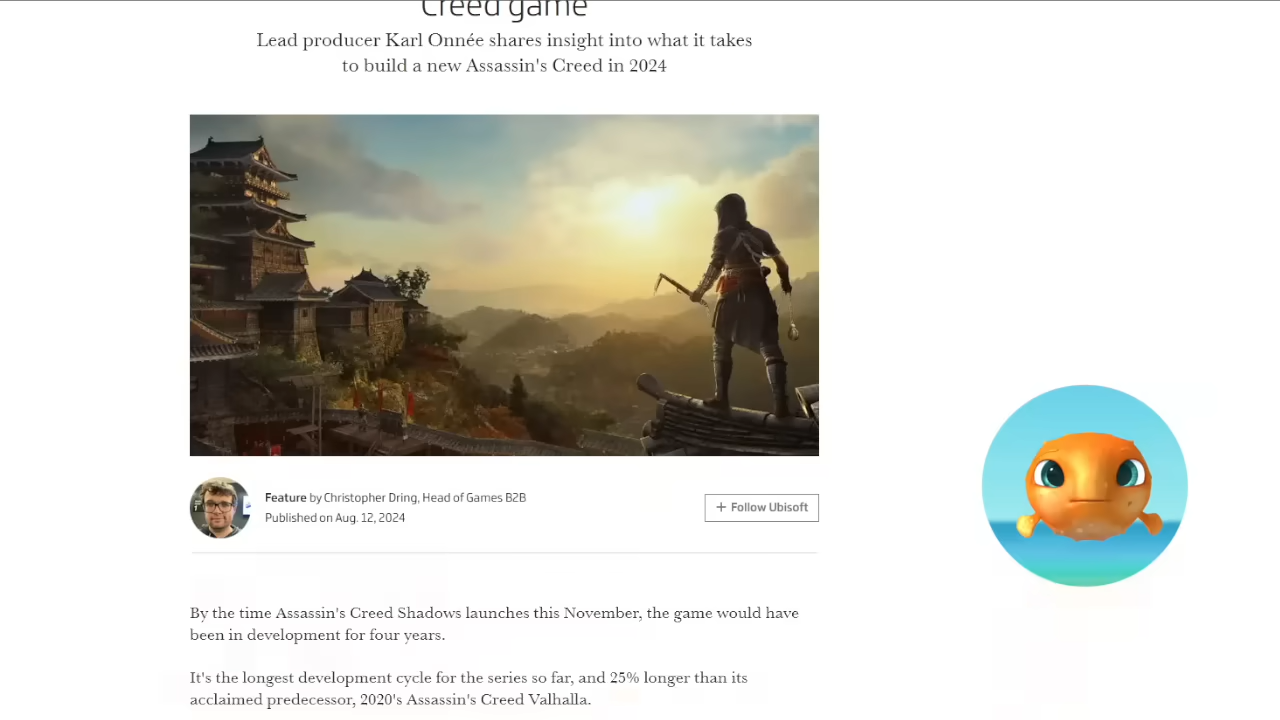 Creed game
Lead producer Karl Onnée shares insight into what it takes
to build a new Assassin's Creed in 2024
Feature by Christopher Dring, Head of Games B2B
Published on Aug. 12, 2024
+ Follow Ubisoft
By the time Assassin's Creed Shadows launches this November, the game would have
been in development for four years.
It's the longest development cycle for the series so far, and 25% longer than its
acclaimed predecessor, 2020's Assassin's Creed Valhalla.